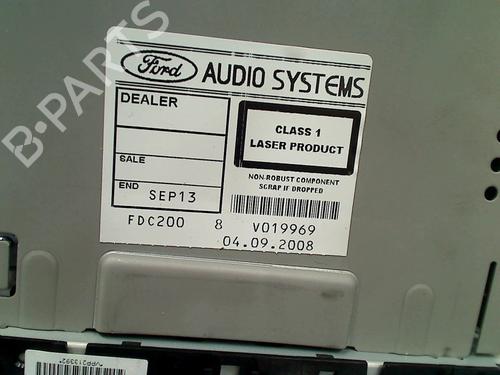 B-PARTS
Ford
AUDIO SYSTEMS
DEALER
CLASS 1
LASER PRODUCT
SALE
NON-ROBUST COMPONENT
SCRAP IF DROPPED
END SEP13
FDC200 8 V019969
04.09.2008
B-PARTS